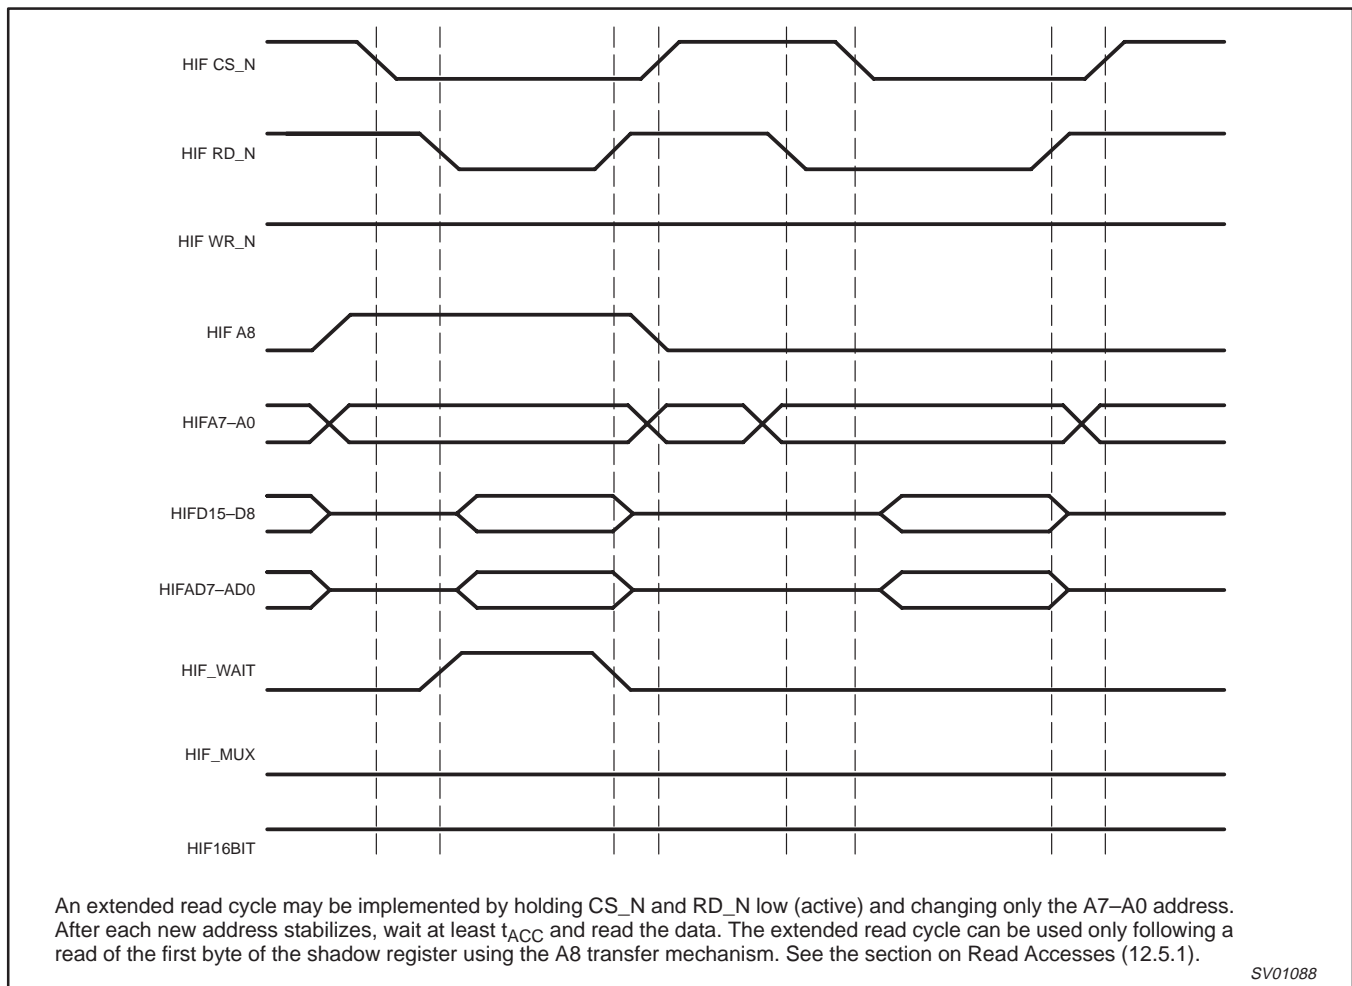 HIF CS_N
HIF RD_N
HIF WR_N
HIF A8
HIFA7–A0
HIFD15–D8
HIFAD7–AD0
HIF_WAIT
HIF_MUX
HIF16BIT
An extended read cycle may be implemented by holding CS_N and RD_N low (active) and changing only the A7–A0 address.
After each new address stabilizes, wait at least tACC and read the data. The extended read cycle can be used only following a
read of the first byte of the shadow register using the A8 transfer mechanism. See the section on Read Accesses (12.5.1).
SV01088